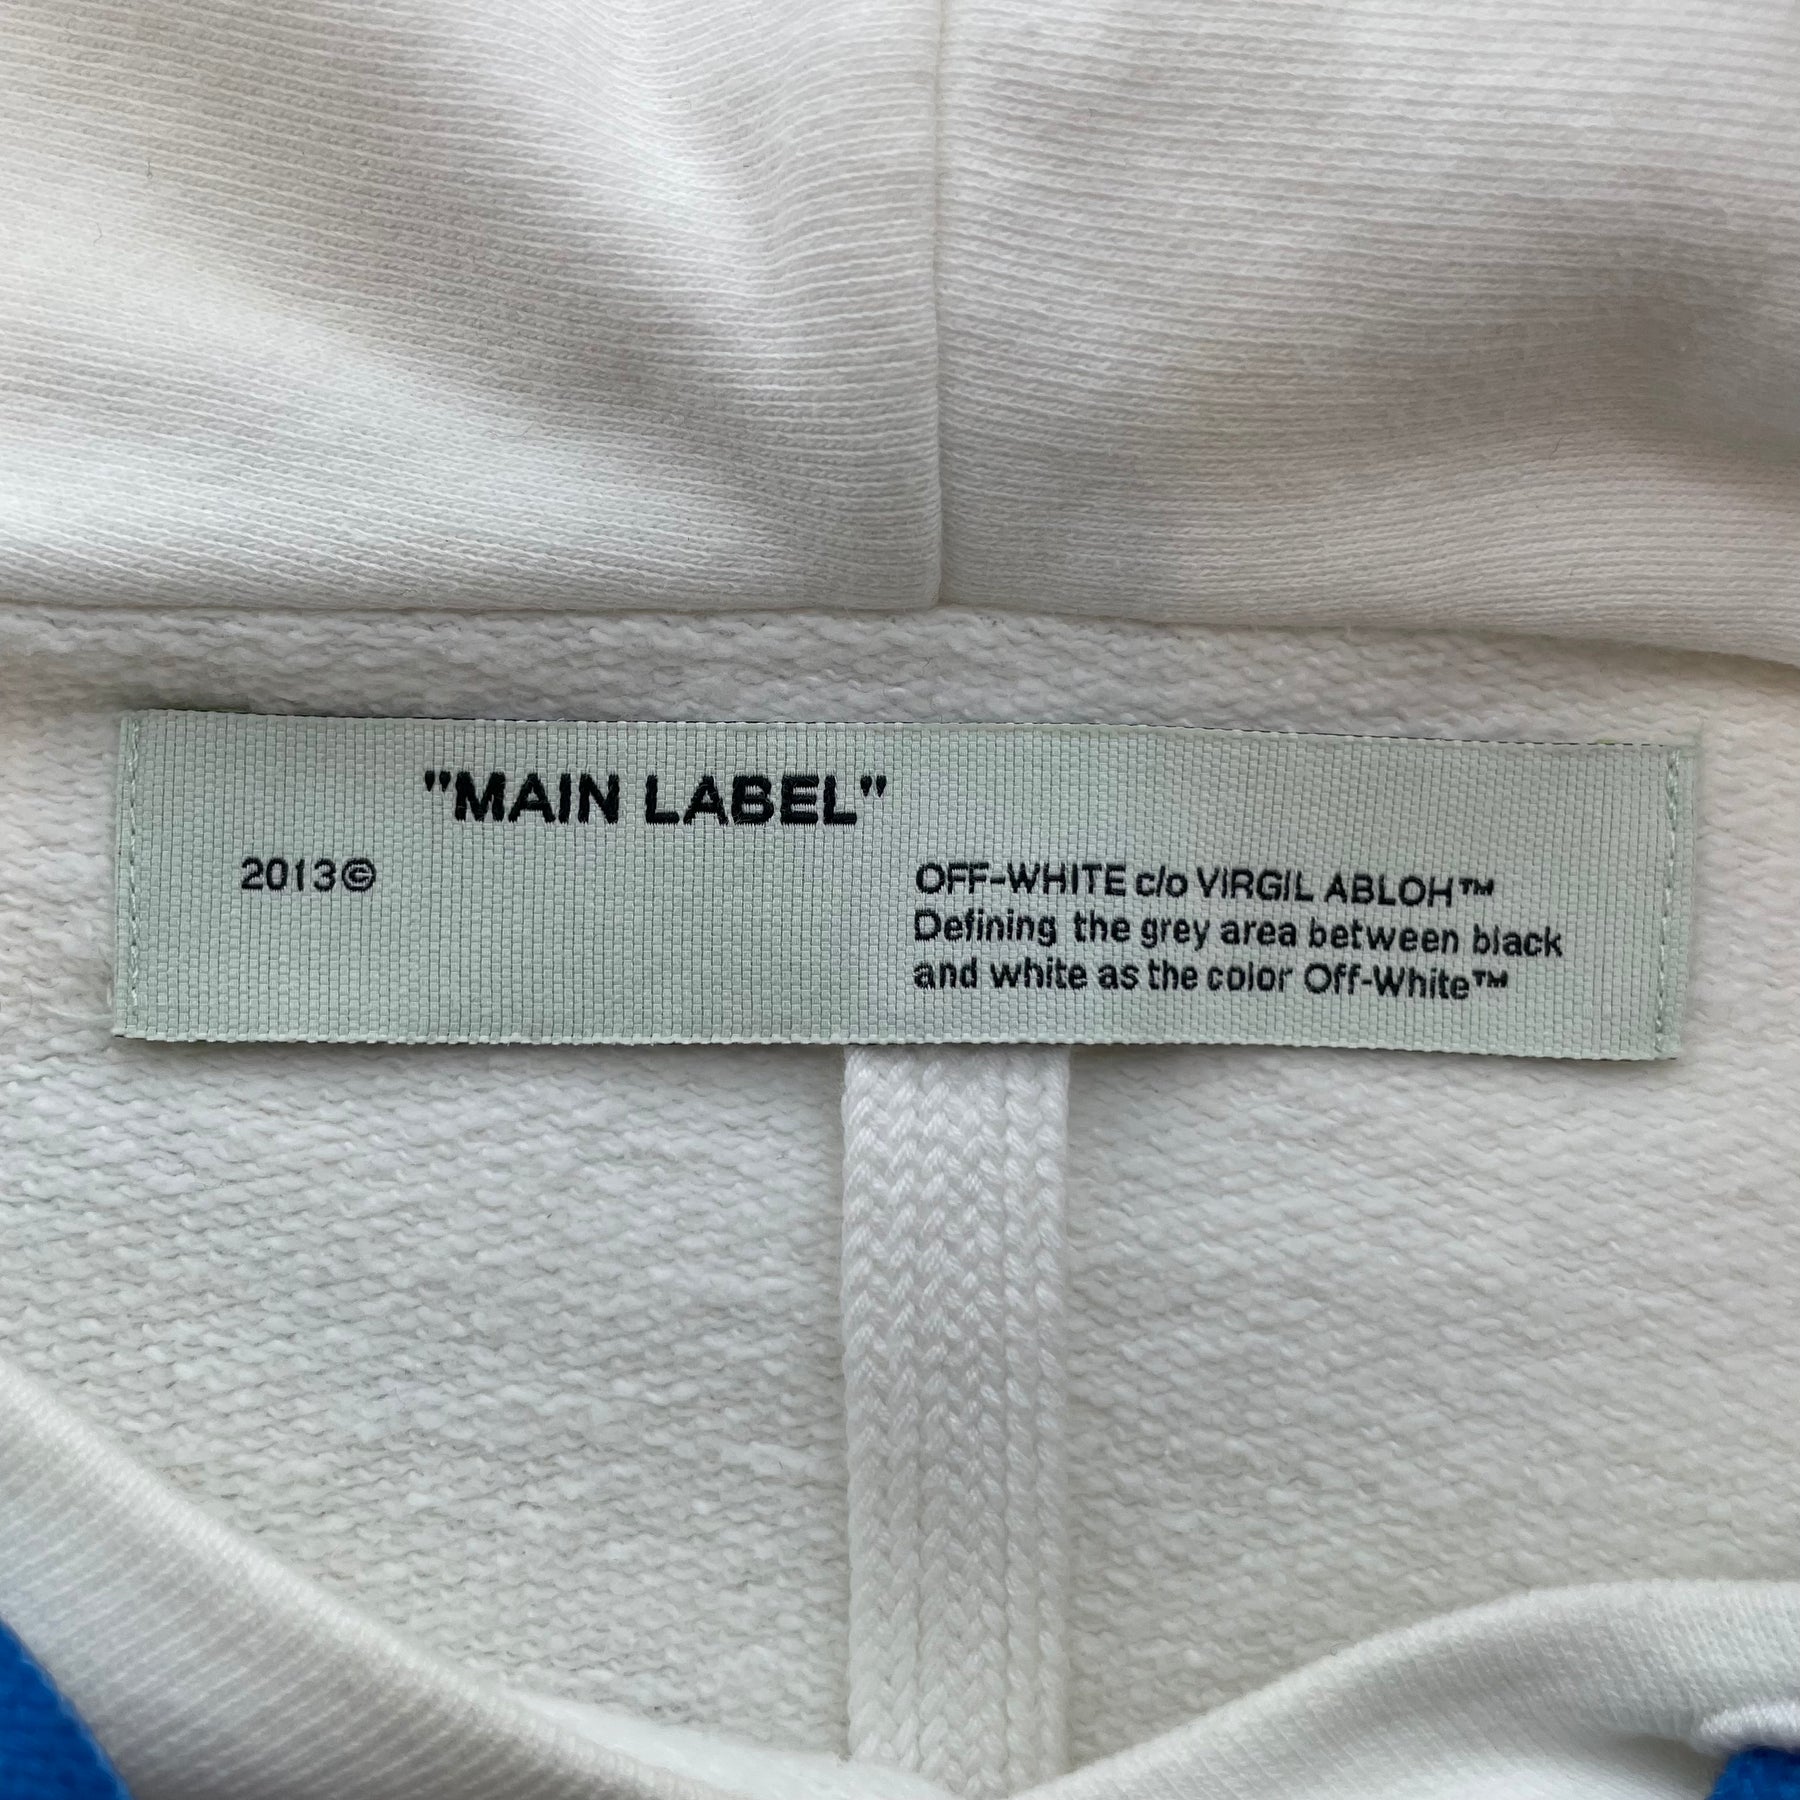 "MAIN LABEL"
2013©
OFF-WHITE c/o VIRGIL ABLOH™
Defining the grey area between black
and white as the color Off-White™